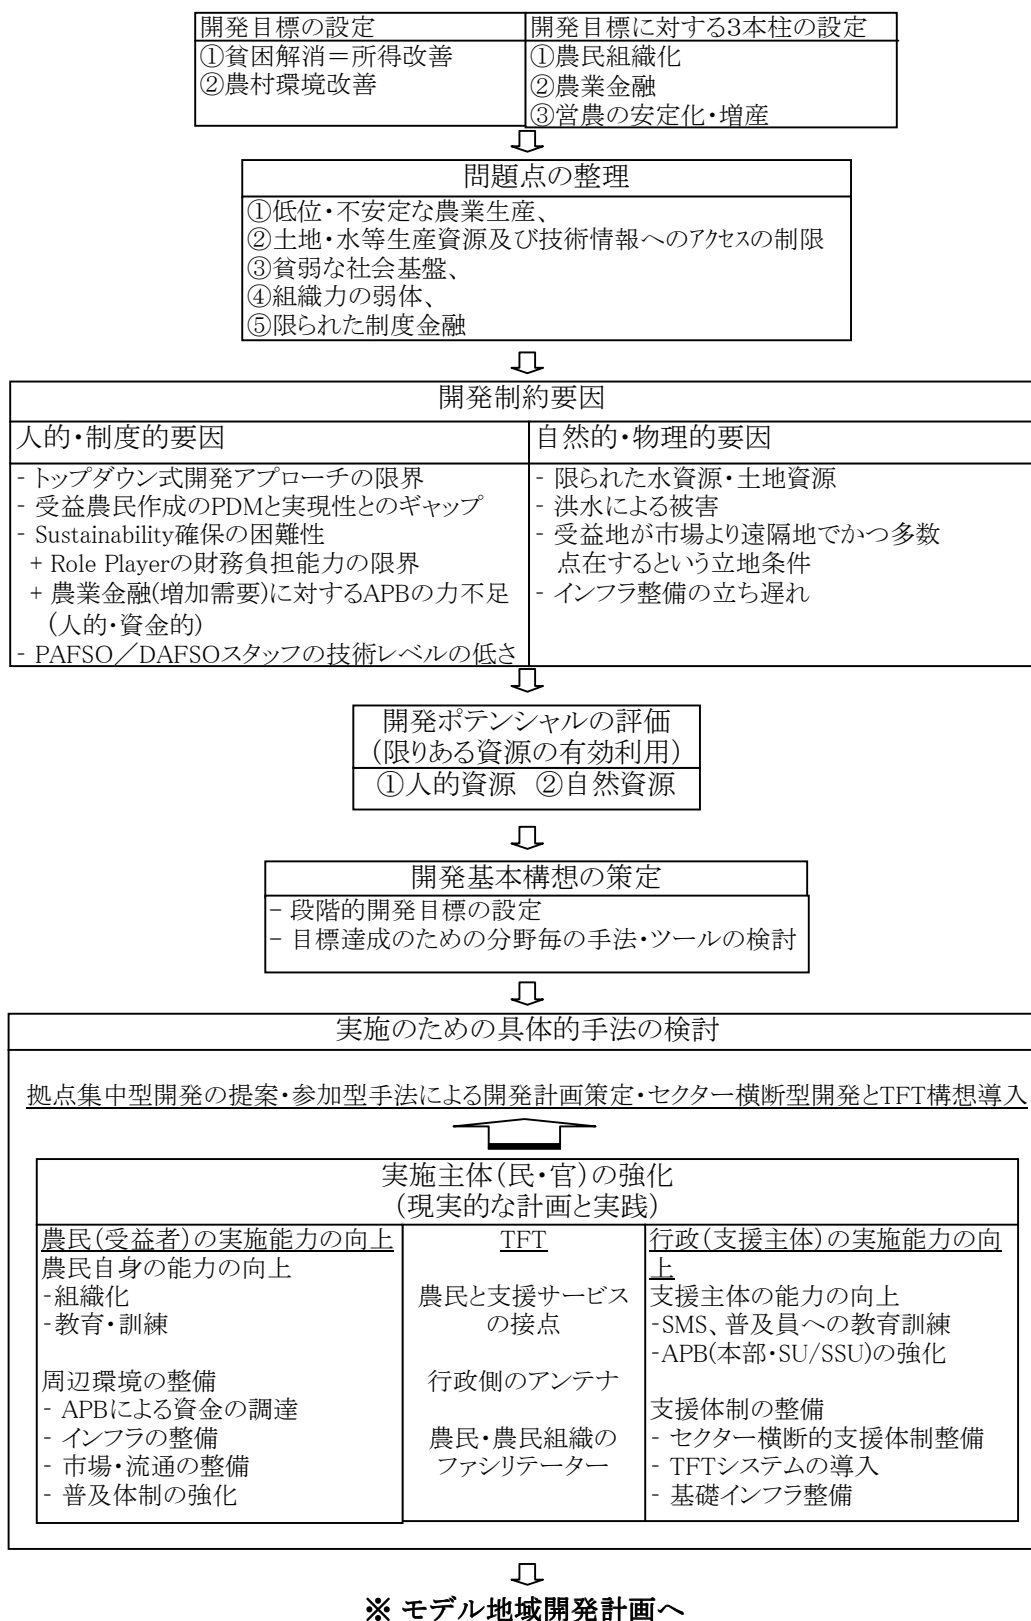 開発目標の設定
①貧困解消＝所得改善
②農村環境改善
開発目標に対する3本柱の設定
①農民組織化
②農業金融
③営農の安定化・増産
問題点の整理
①低位・不安定な農業生産、
②土地・水等生産資源及び技術情報へのアクセスの制限
③貧弱な社会基盤、
④組織力の弱体、
⑤限られた制度金融
開発制約要因
人的・制度的要因
- トップダウン式開発アプローチの限界
- 受益農民作成のPDMと実現性とのギャップ
- Sustainability確保の困難性
+ Role Playerの財務負担能力の限界
+ 農業金融(増加需要)に対するAPBの力不足
(人的・資金的)
- PAFSO／DAFSOスタッフの技術レベルの低さ
自然的・物理的要因
- 限られた水資源・土地資源
- 洪水による被害
- 受益地が市場より遠隔地でかつ多数
点在するという立地条件
- インフラ整備の立ち遅れ
開発ポテンシャルの評価
(限りある資源の有効利用)
①人的資源 ②自然資源
開発基本構想の策定
- 段階的開発目標の設定
- 目標達成のための分野毎の手法・ツールの検討
実施のための具体的手法の検討
拠点集中型開発の提案・参加型手法による開発計画策定・セクター横断型開発とTFT構想導入
実施主体(民・官)の強化
(現実的な計画と実践)
農民(受益者)の実施能力の向上
農民自身の能力の向上
-組織化
-教育・訓練
周辺環境の整備
- APBによる資金の調達
- インフラの整備
- 市場・流通の整備
- 普及体制の強化
TFT
農民と支援サービス
の接点
行政側のアンテナ
農民・農民組織の
ファシリテーター
行政(支援主体)の実施能力の向
上
支援主体の能力の向上
-SMS、普及員への教育訓練
-APB(本部・SU/SSU)の強化
支援体制の整備
- セクター横断的支援体制整備
- TFTシステムの導入
- 基礎インフラ整備
※ モデル地域開発計画へ